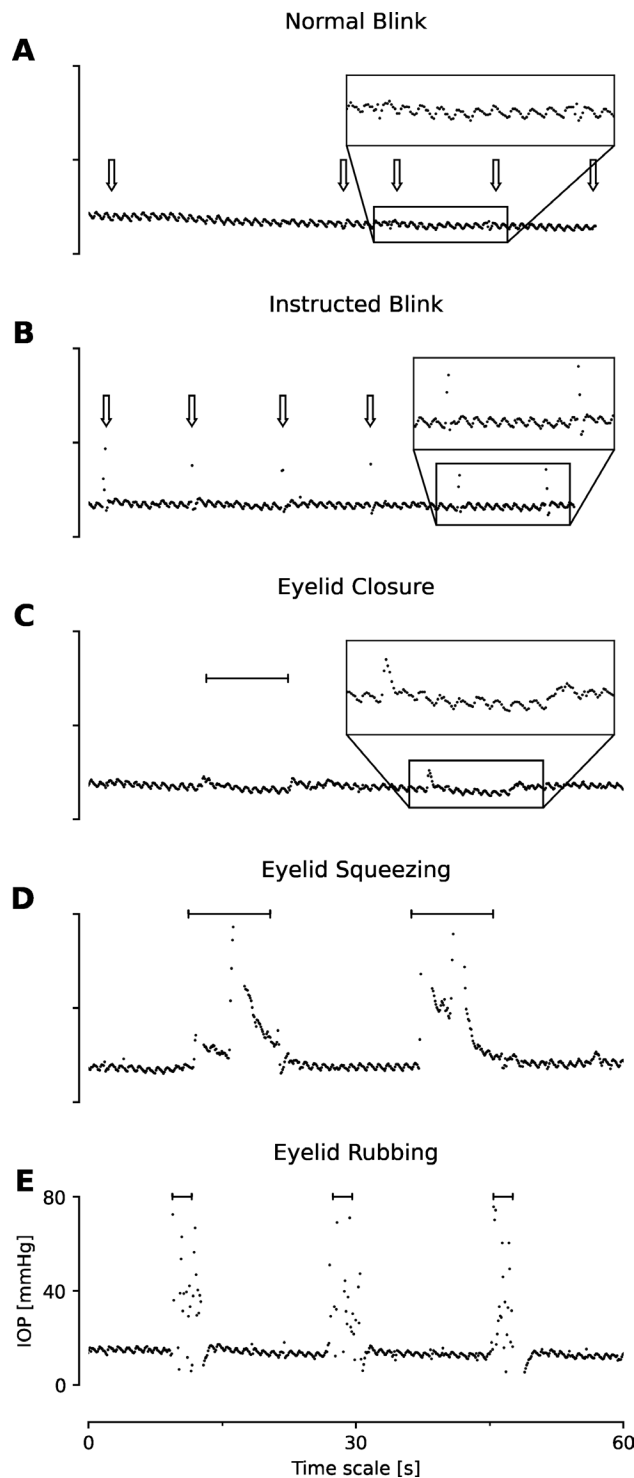 Normal Blink
A
Instructed Blink
B
Eyelid Closure
C
Eyelid Squeezing
D
Eyelid Rubbing
E
80
40
0
IOP [mmHg]
0 30 60
Time scale [s]